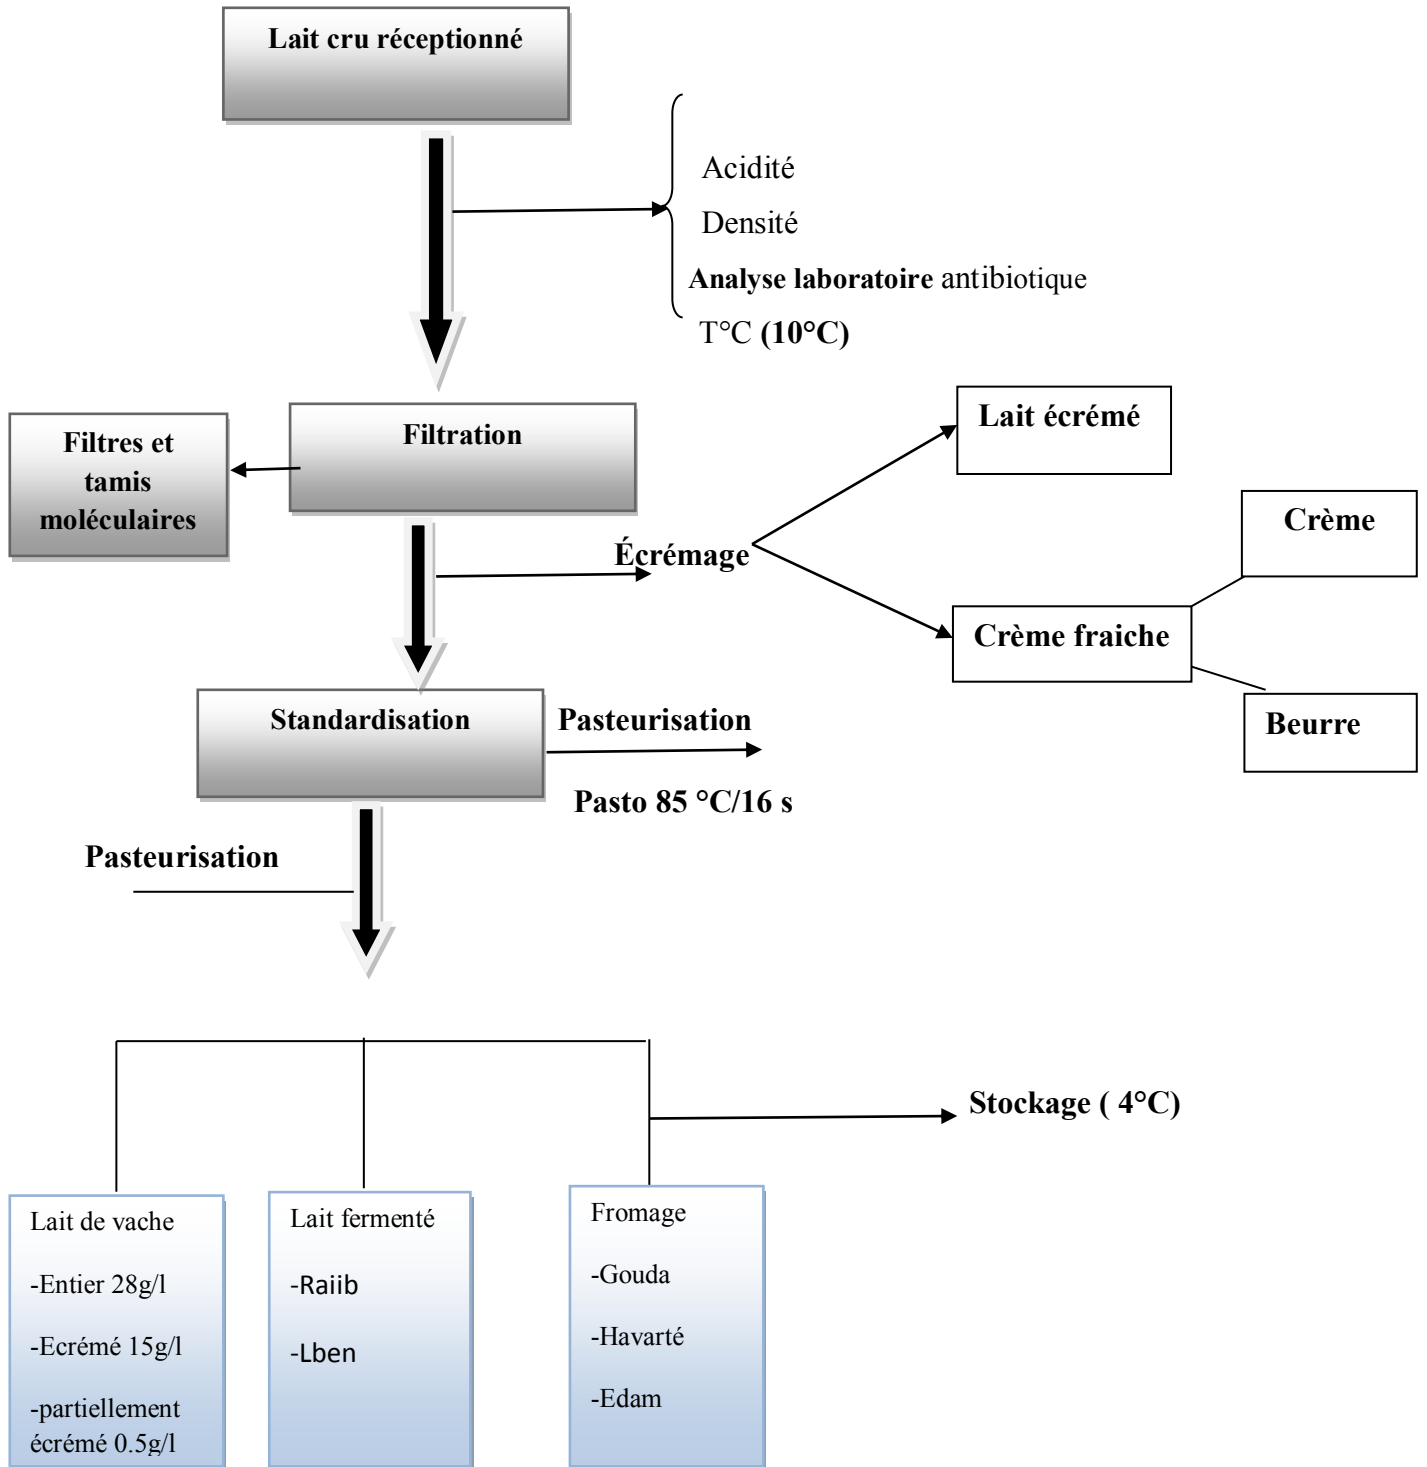 Lait cru réceptionné
Acidité
Densité
Analyse laboratoire antibiotique
T°C (10°C)
Filtres et
tamis
moléculaires
Filtration
Lait écrémé
Crème
Écrémage
Crème fraiche
Beurre
Standardisation
Pasteurisation
Pasto 85 °C/16 s
Pasteurisation
Stockage ( 4°C)
Lait de vache
-Entier 28g/l
-Ecrémé 15g/l
-partiellement
écrémé 0.5g/l
Lait fermenté
-Raiib
-Lben
Fromage
-Gouda
-Havarté
-Edam